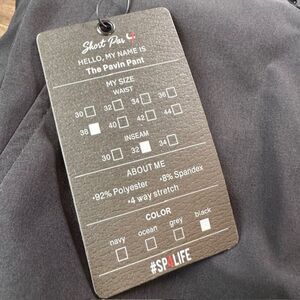 Short Par 4
HELLO, MY NAME IS
The Pavin Pant
MY SIZE
WAIST
30 32 34 36
38 40 42 44
INSEAM
30 32 34
ABOUT ME
•92% Polyester •8% Spandex
•4 way stretch
COLOR
navy ocean grey black
#SP4LIFE